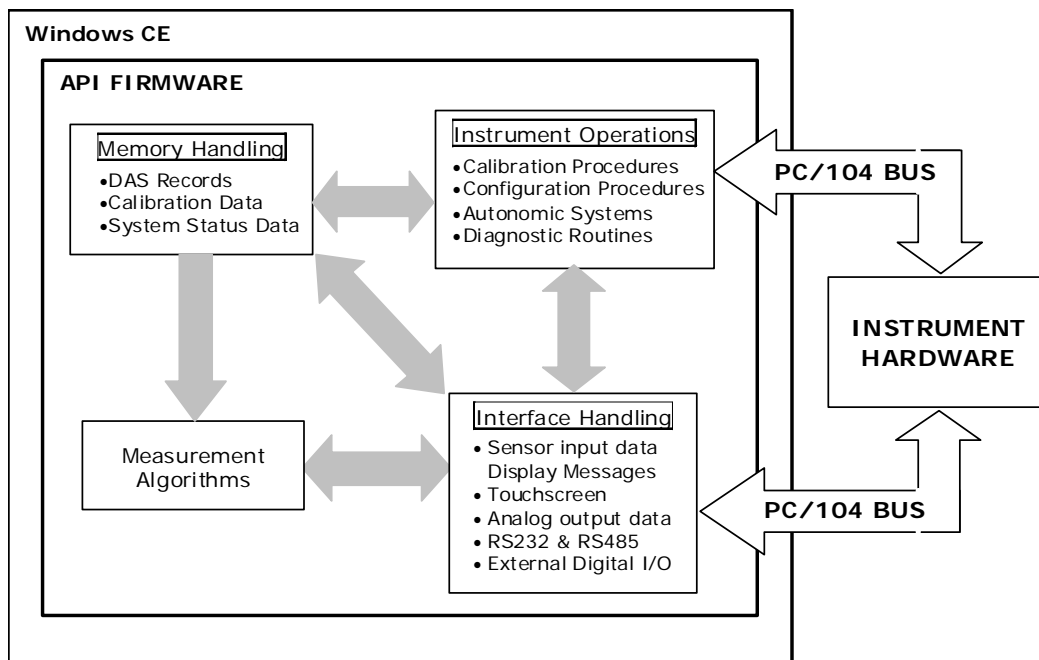 Windows CE
API FIRMWARE
Memory Handling
•DAS Records
•Calibration Data
•System Status Data
Instrument Operations
•Calibration Procedures
•Configuration Procedures
•Autonomic Systems
•Diagnostic Routines
PC/104 BUS
INSTRUMENT
HARDWARE
Measurement
Algorithms
Interface Handling
• Sensor input data
Display Messages
•Touchscreen
• Analog output data
• RS232 & RS485
• External Digital I/O
PC/104 BUS